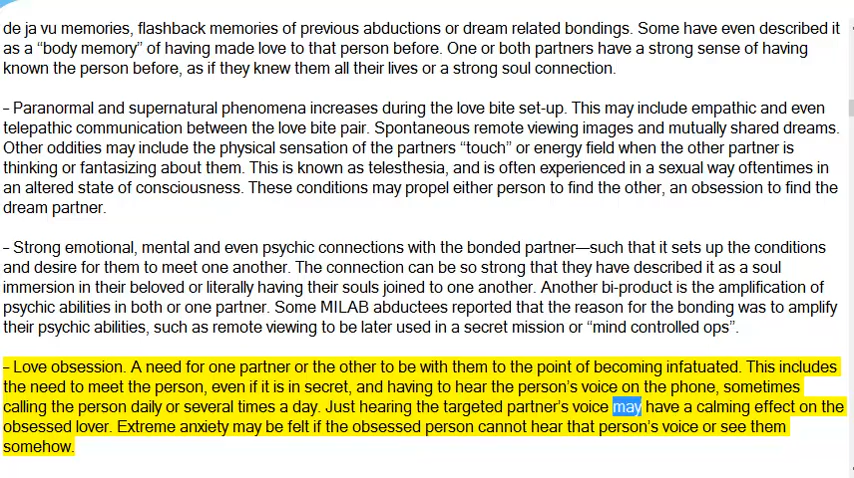 de ja vu memories, flashback memories of previous abductions or dream related bondings. Some have even described it
as a “body memory” of having made love to that person before. One or both partners have a strong sense of having
known the person before, as if they knew them all their lives or a strong soul connection.
– Paranormal and supernatural phenomena increases during the love bite set-up. This may include empathic and even
telepathic communication between the love bite pair. Spontaneous remote viewing images and mutually shared dreams.
Other oddities may include the physical sensation of the partners “touch” or energy field when the other partner is
thinking or fantasizing about them. This is known as telesthesia, and is often experienced in a sexual way oftentimes in
an altered state of consciousness. These conditions may propel either person to find the other, an obsession to find the
dream partner.
– Strong emotional, mental and even psychic connections with the bonded partner—such that it sets up the conditions
and desire for them to meet one another. The connection can be so strong that they have described it as a soul
immersion in their beloved or literally having their souls joined to one another. Another bi-product is the amplification of
psychic abilities in both or one partner. Some MILAB abductees reported that the reason for the bonding was to amplify
their psychic abilities, such as remote viewing to be later used in a secret mission or “mind controlled ops”.
– Love obsession. A need for one partner or the other to be with them to the point of becoming infatuated. This includes
the need to meet the person, even if it is in secret, and having to hear the person’s voice on the phone, sometimes
calling the person daily or several times a day. Just hearing the targeted partner’s voice may have a calming effect on the
obsessed lover. Extreme anxiety may be felt if the obsessed person cannot hear that person’s voice or see them
somehow.